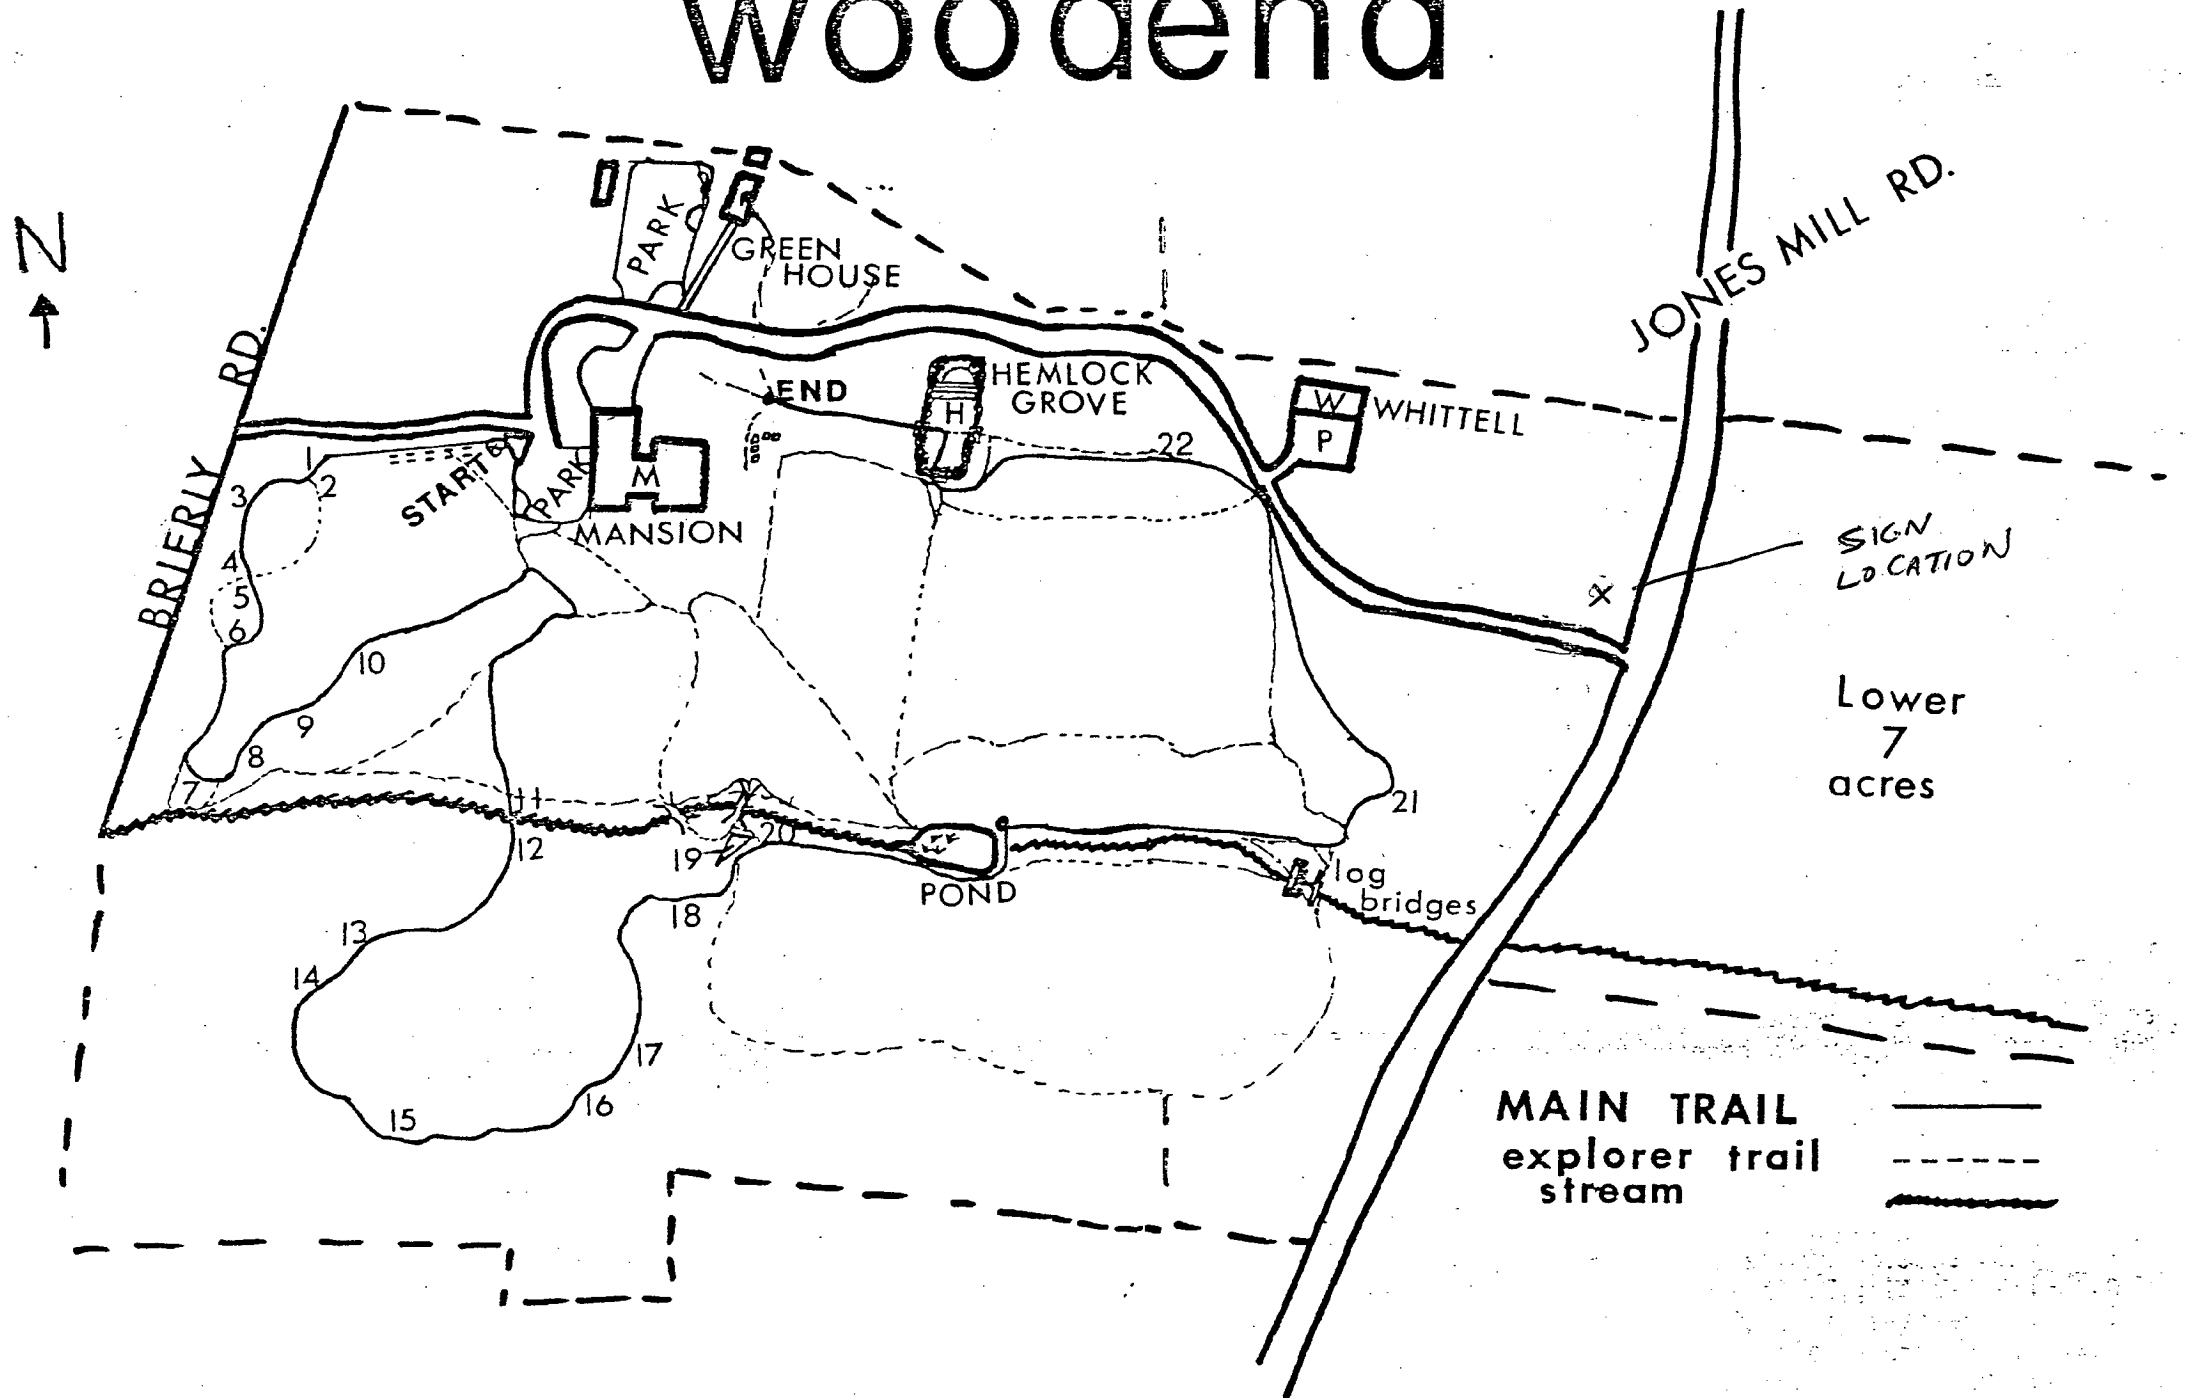 Woodend
N
PARK
GREEN
HOUSE
JONES MILL RD.
BRIERLY RD.
END
HEMLOCK
GROVE
H
W
P
WHITTELL
START
PARK
M
MANSION
22
1
2
3
4
5
6
7
8
9
10
11
12
13
14
15
16
17
18
19
20
21
POND
log
bridges
SIGN
LOCATION
X
Lower
7
acres
MAIN TRAIL
explorer trail
stream